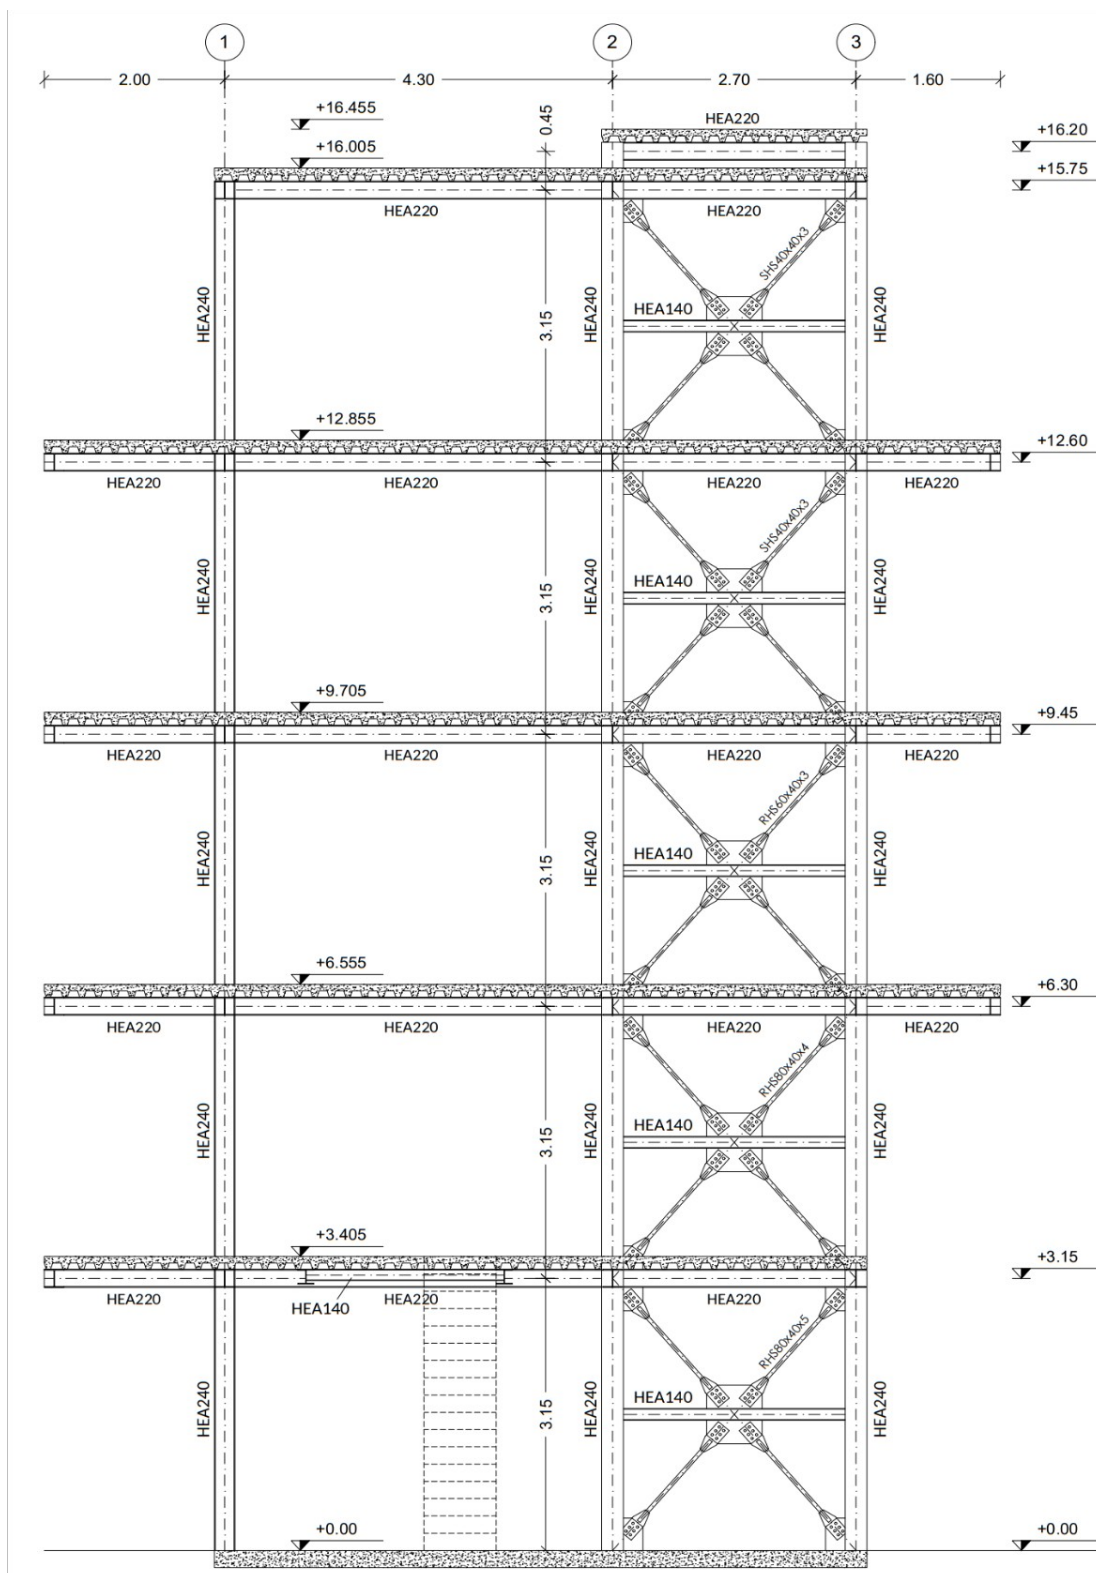 1 2 3
2.00 4.30 2.70 1.60
+16.455 0.45 HEA220 +16.20
+16.005 +15.75
HEA220 HEA220
HEA240 3.15 HEA240 HEA140 SHS40x40x3 HEA240
+12.855 +12.60
HEA220 HEA220 HEA220 HEA220
HEA240 3.15 HEA240 HEA140 SHS40x40x3 HEA240
+9.705 +9.45
HEA220 HEA220 HEA220 HEA220
HEA240 3.15 HEA240 HEA140 RHS60x40x3 HEA240
+6.555 +6.30
HEA220 HEA220 HEA220 HEA220
HEA240 3.15 HEA240 HEA140 RHS80x40x4 HEA240
+3.405 +3.15
HEA220 HEA140 HEA220 HEA220
HEA240 3.15 HEA240 HEA140 RHS80x40x5 HEA240
+0.00 +0.00